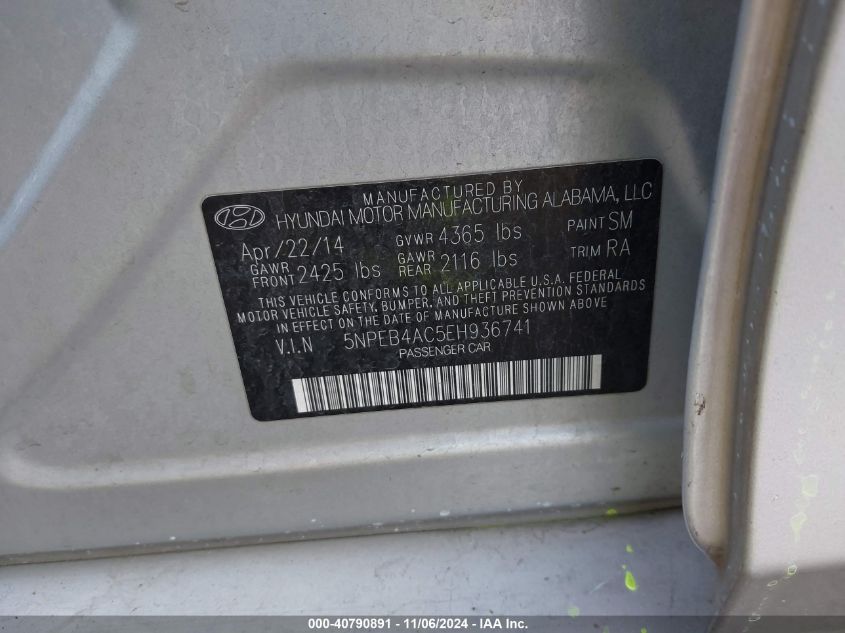 MANUFACTURED BY
HYUNDAI MOTOR MANUFACTURING ALABAMA, LLC
Apr/22/14 GVWR 4365 lbs PAINT SM
GAWR FRONT 2425 lbs GAWR REAR 2116 lbs TRIM RA
THIS VEHICLE CONFORMS TO ALL APPLICABLE U.S.A. FEDERAL
MOTOR VEHICLE SAFETY, BUMPER, AND THEFT PREVENTION STANDARDS
IN EFFECT ON THE DATE OF MANUFACTURE SHOWN ABOVE
V.I.N 5NPEB4AC5EH936741
PASSENGER CAR
000-40790891 - 11/06/2024 - IAA Inc.